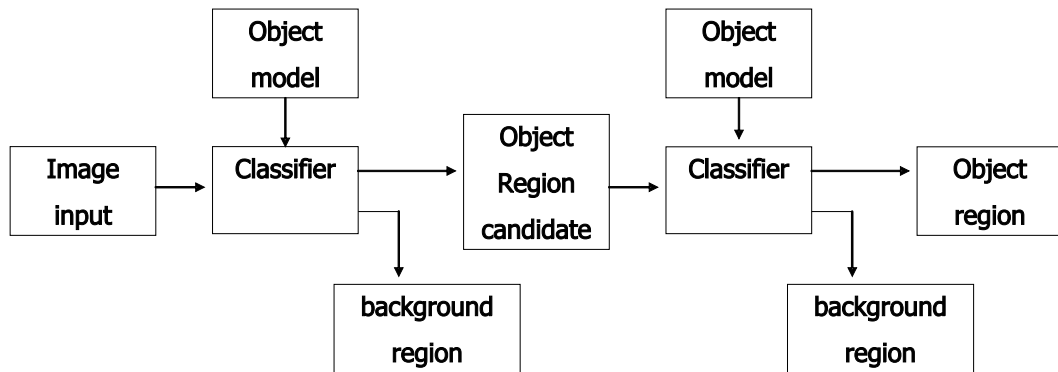 Object
model
Object
model
Image
input
Classifier
Object
Region
candidate
Classifier
Object
region
background
region
background
region